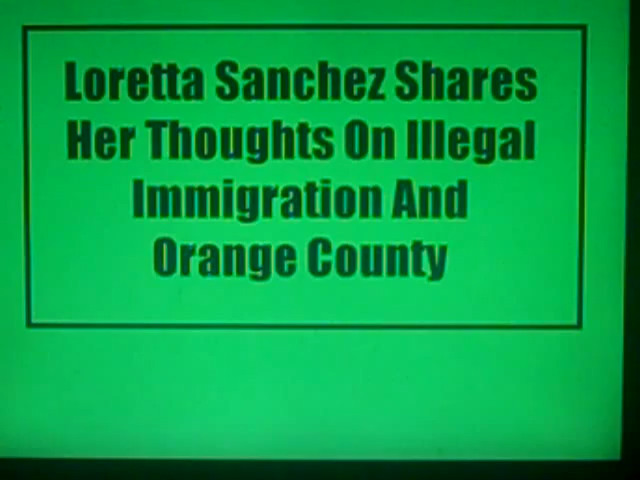 Loretta Sanchez Shares
Her Thoughts On Illegal
Immigration And
Orange County